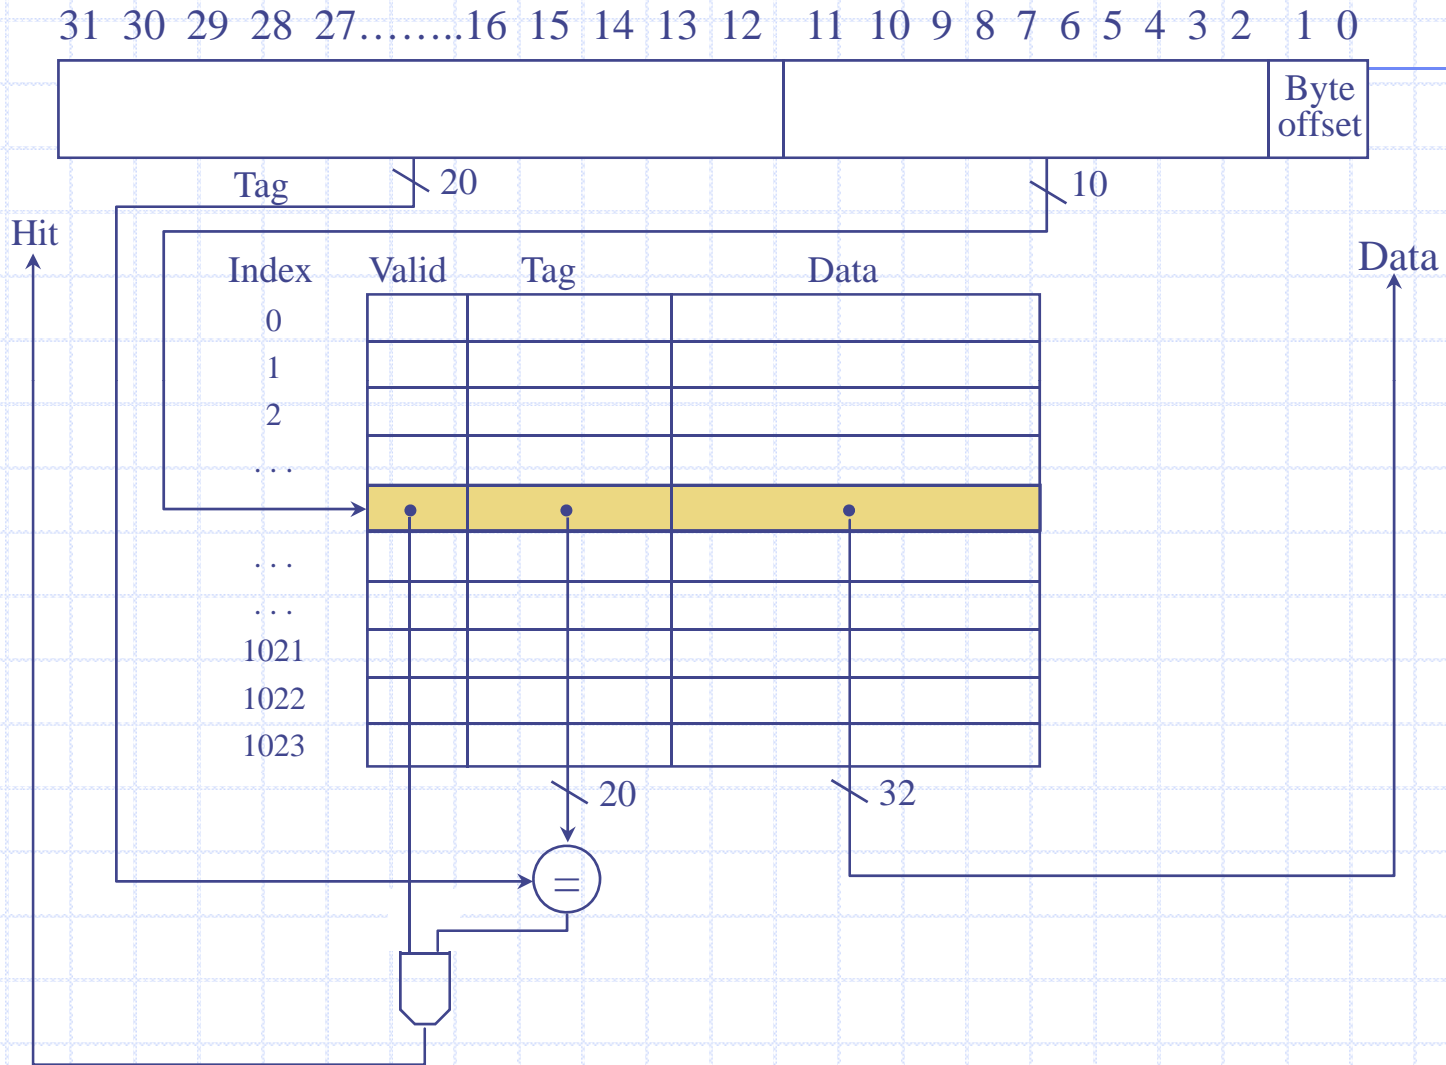 31 30 29 28 27........16 15 14 13 12 11 10 9 8 7 6 5 4 3 2 1 0
Byte
offset
Tag
20
10
Hit
Data
Index Valid Tag Data
0
1
2
...
...
...
1021
1022
1023
20
32
=